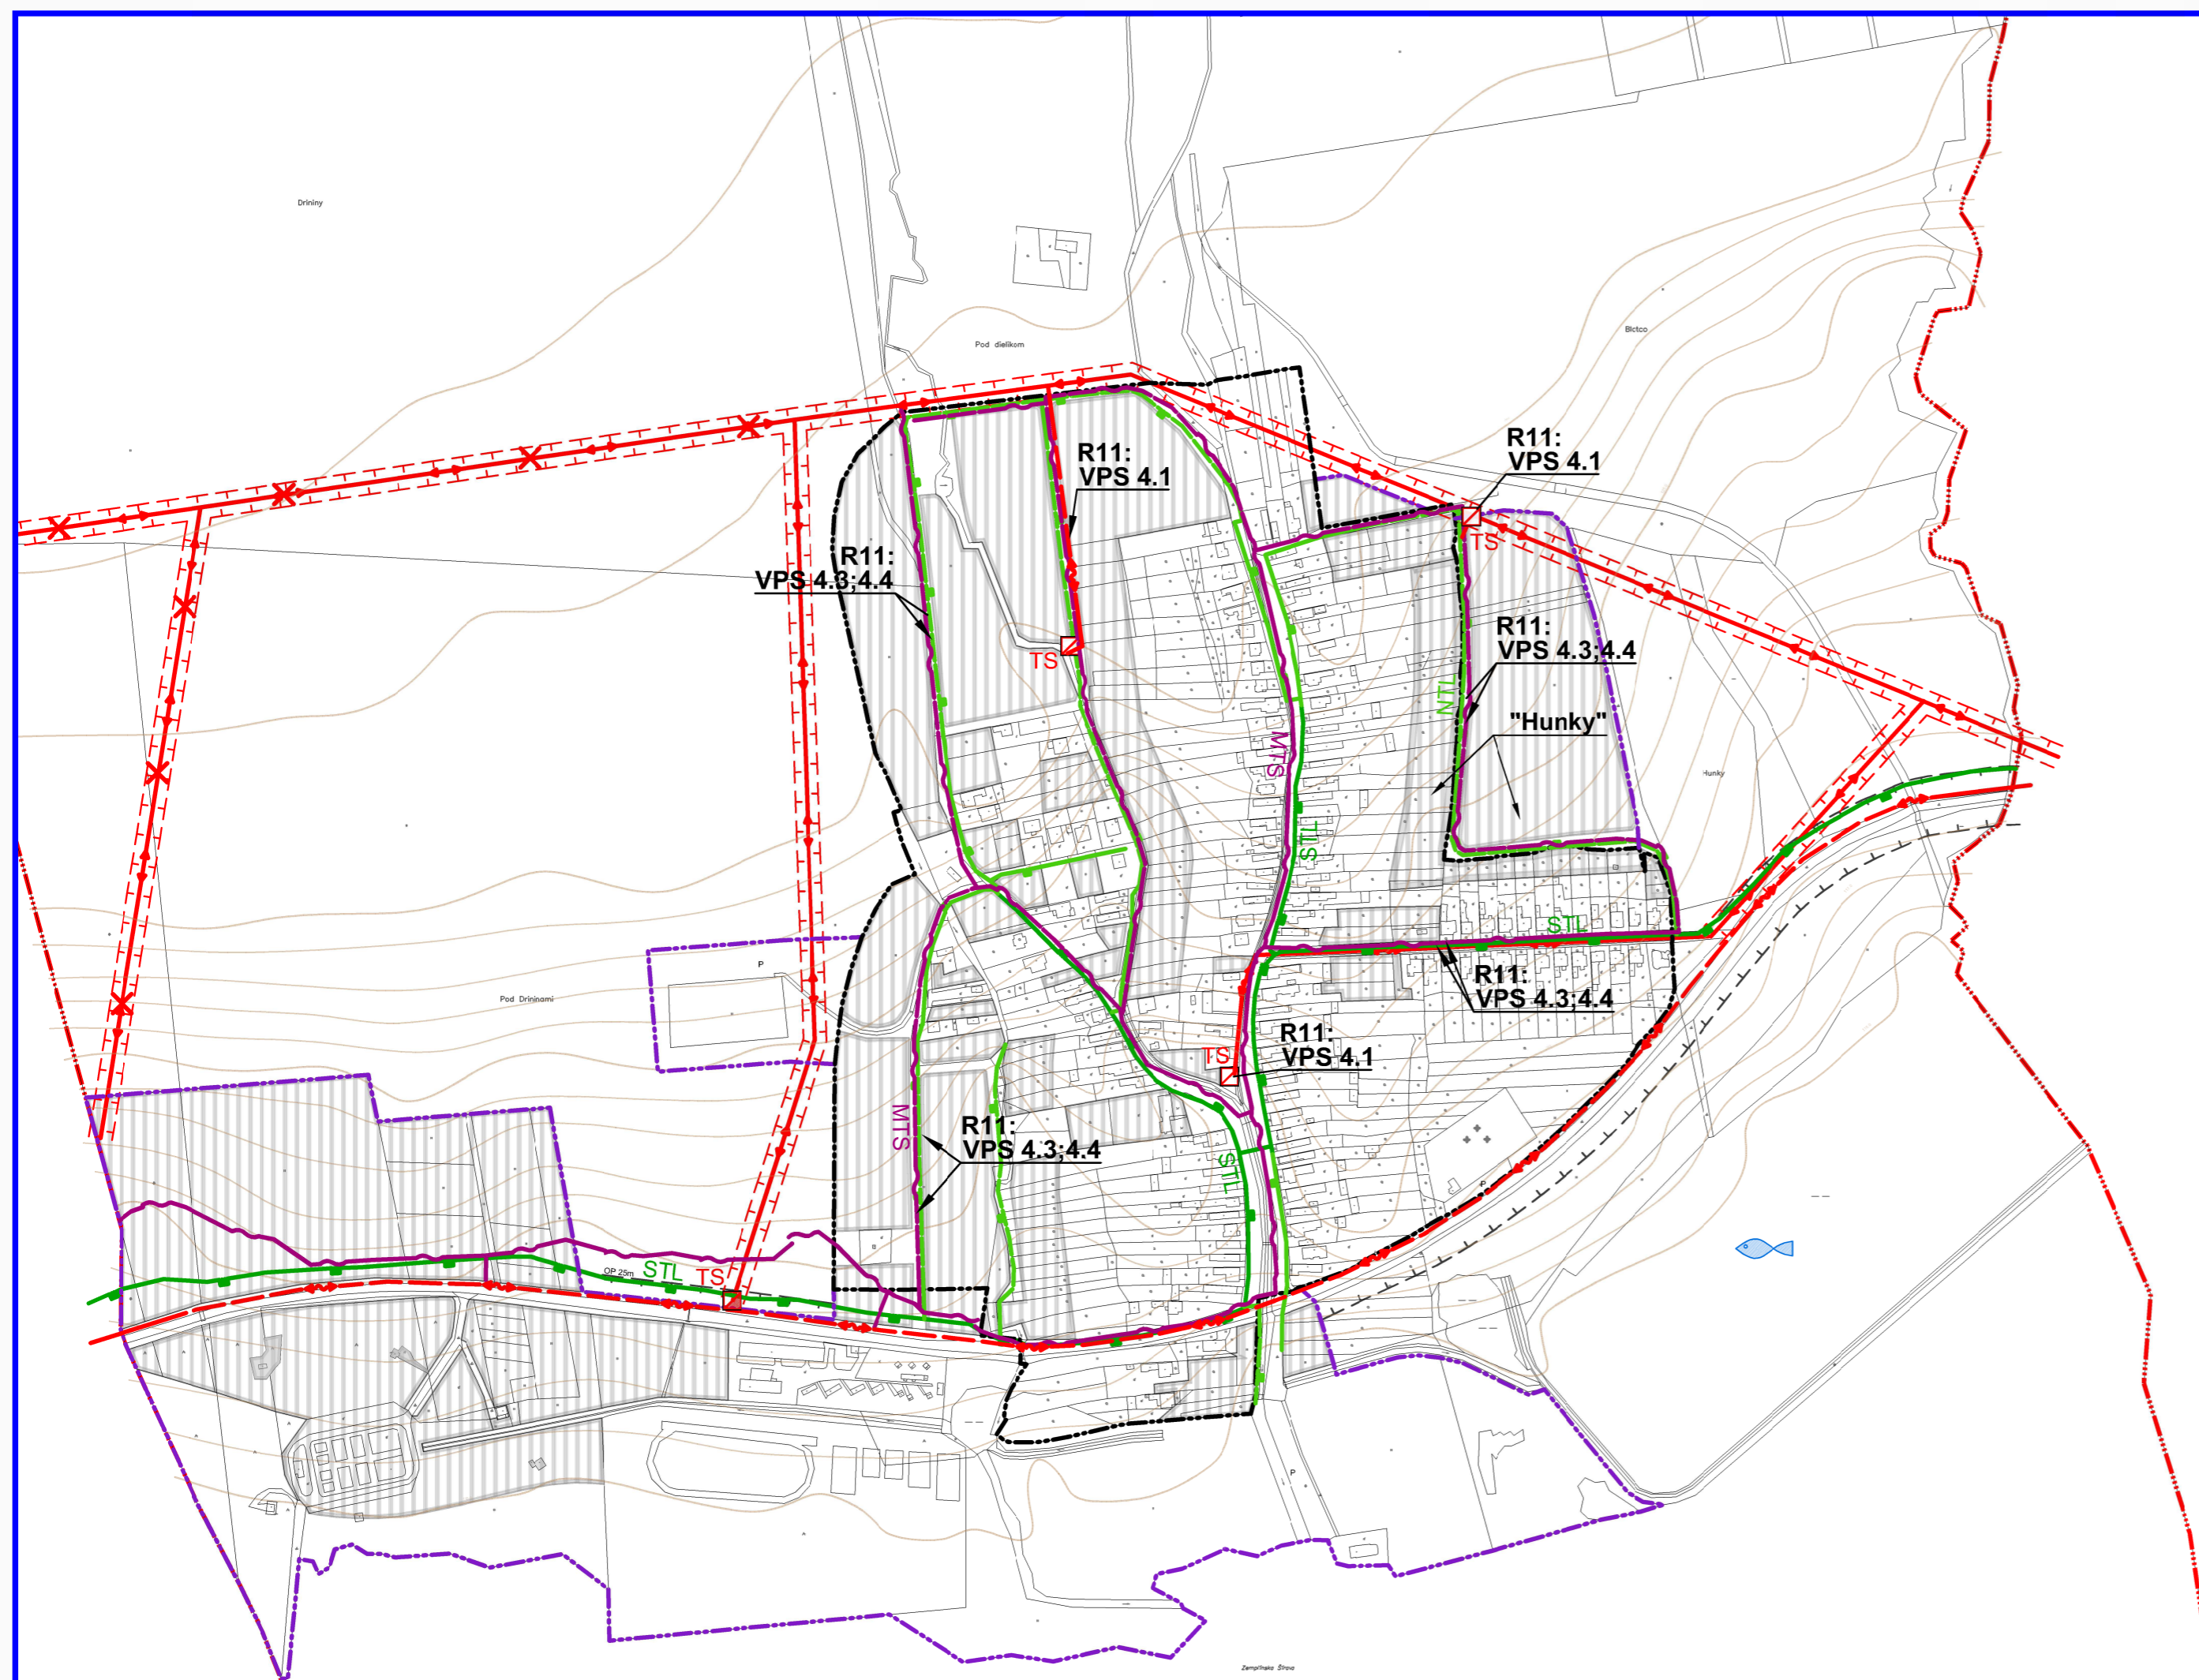 Drininy
Pod dielikom
R11:
VPS 4.1
R11:
VPS 4.1
R11:
VPS 4.3;4.4
TS
TS
R11:
VPS 4.3;4.4
NTL
"Hunky"
MTS
Hunky
STL
STL
P
Pod Drininami
R11:
VPS 4.3;4.4
R11:
VPS 4.1
TS
MTS
R11:
VPS 4.3;4.4
STL
P
OP 25m
STL
TS
P